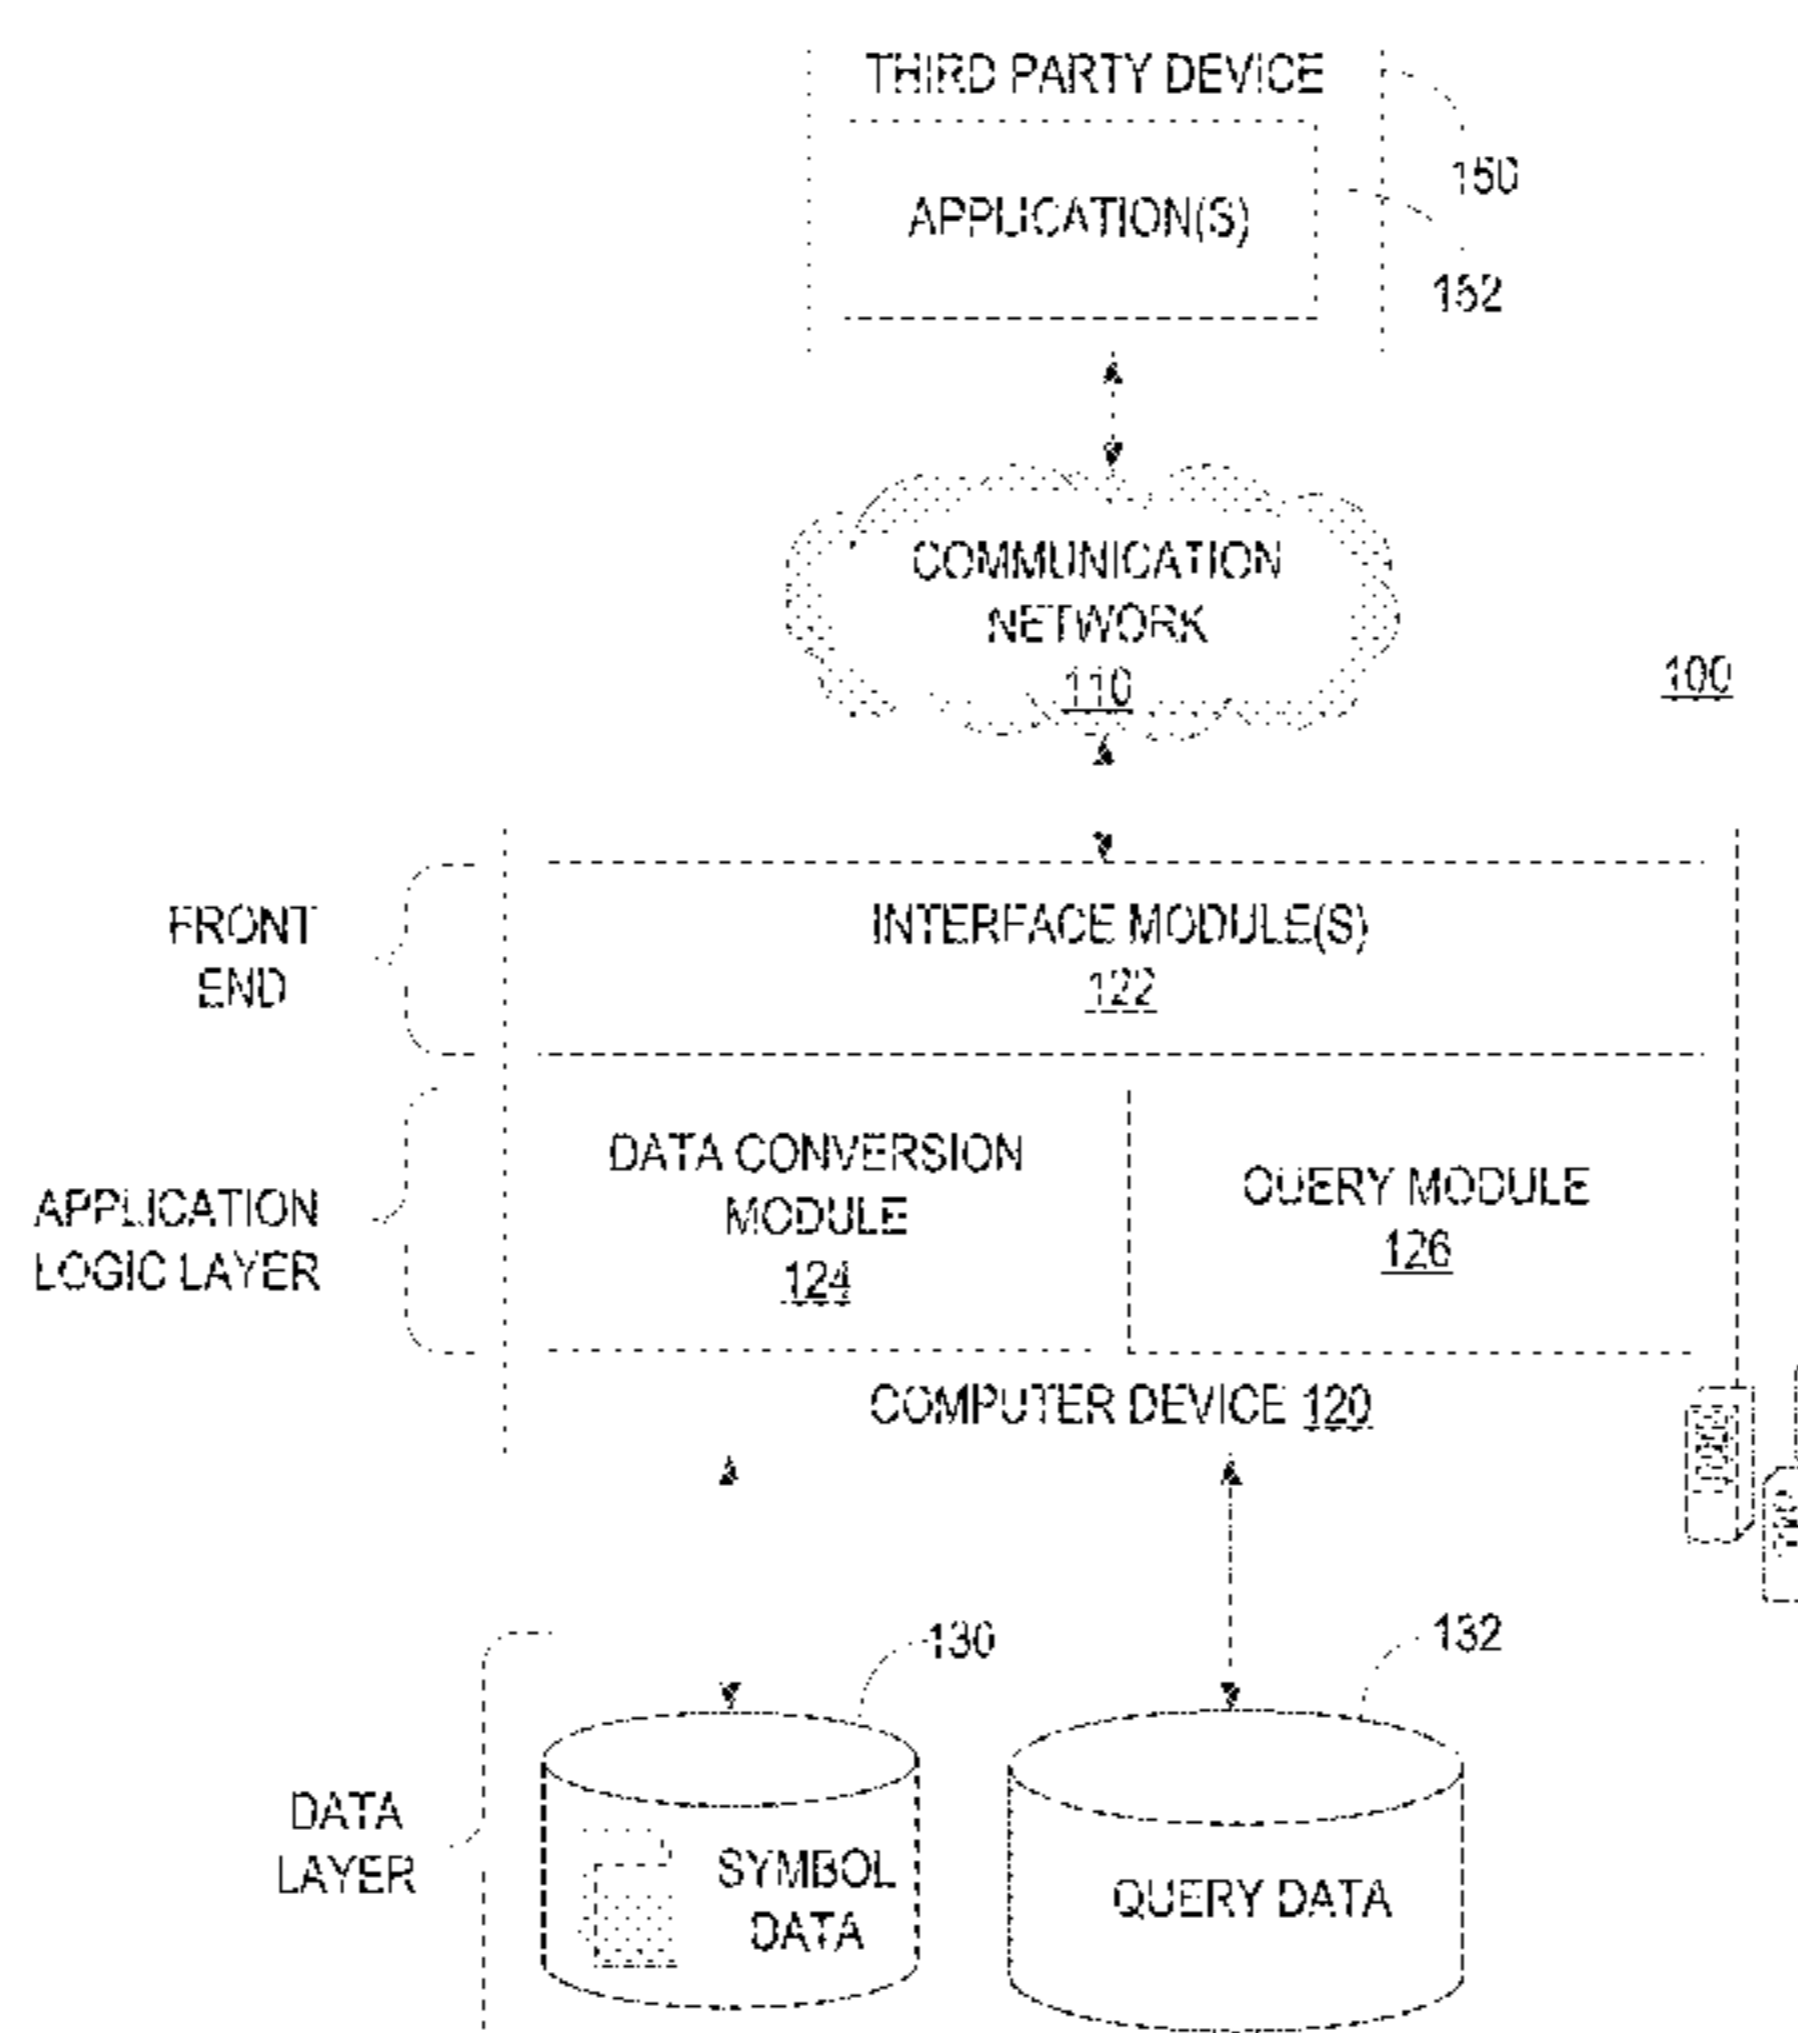 THIRD PARTY DEVICE
150
APPLICATION(S)
152
COMMUNICATION
NETWORK
110
100
FRONT
END
INTERFACE MODULE(S)
122
APPLICATION
LOGIC LAYER
DATA CONVERSION
MODULE
124
QUERY MODULE
126
COMPUTER DEVICE 120
130
132
DATA
LAYER
SYMBOL
DATA
QUERY DATA